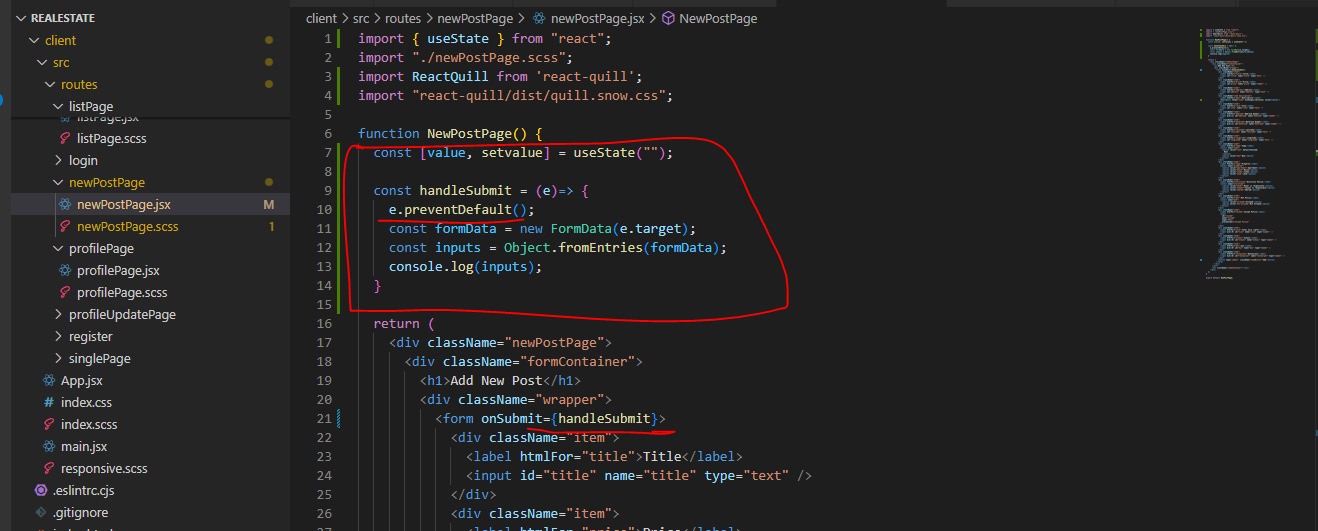 REALESTATE
client
src
routes
listPage
listPage.jsx
listPage.scss
login
newPostPage
newPostPage.jsx M
newPostPage.scss 1
profilePage
profilePage.jsx
profilePage.scss
profileUpdatePage
register
singlePage
App.jsx
index.css
index.scss
main.jsx
responsive.scss
.eslintrc.cjs
.gitignore
client > src > routes > newPostPage > newPostPage.jsx > NewPostPage
1 import { useState } from "react";
2 import "./newPostPage.scss";
3 import ReactQuill from 'react-quill';
4 import "react-quill/dist/quill.snow.css";
5
6 function NewPostPage() {
7 const [value, setvalue] = useState("");
8
9 const handleSubmit = (e)=> {
10 e.preventDefault();
11 const formData = new FormData(e.target);
12 const inputs = Object.fromEntries(formData);
13 console.log(inputs);
14 }
15
16 return (
17 <div className="newPostPage">
18 <div className="formContainer">
19 <h1>Add New Post</h1>
20 <div className="wrapper">
21 <form onSubmit={handleSubmit}>
22 <div className="item">
23 <label htmlFor="title">Title</label>
24 <input id="title" name="title" type="text" />
25 </div>
26 <div className="item">
27 <label htmlFor="price">Price</label>